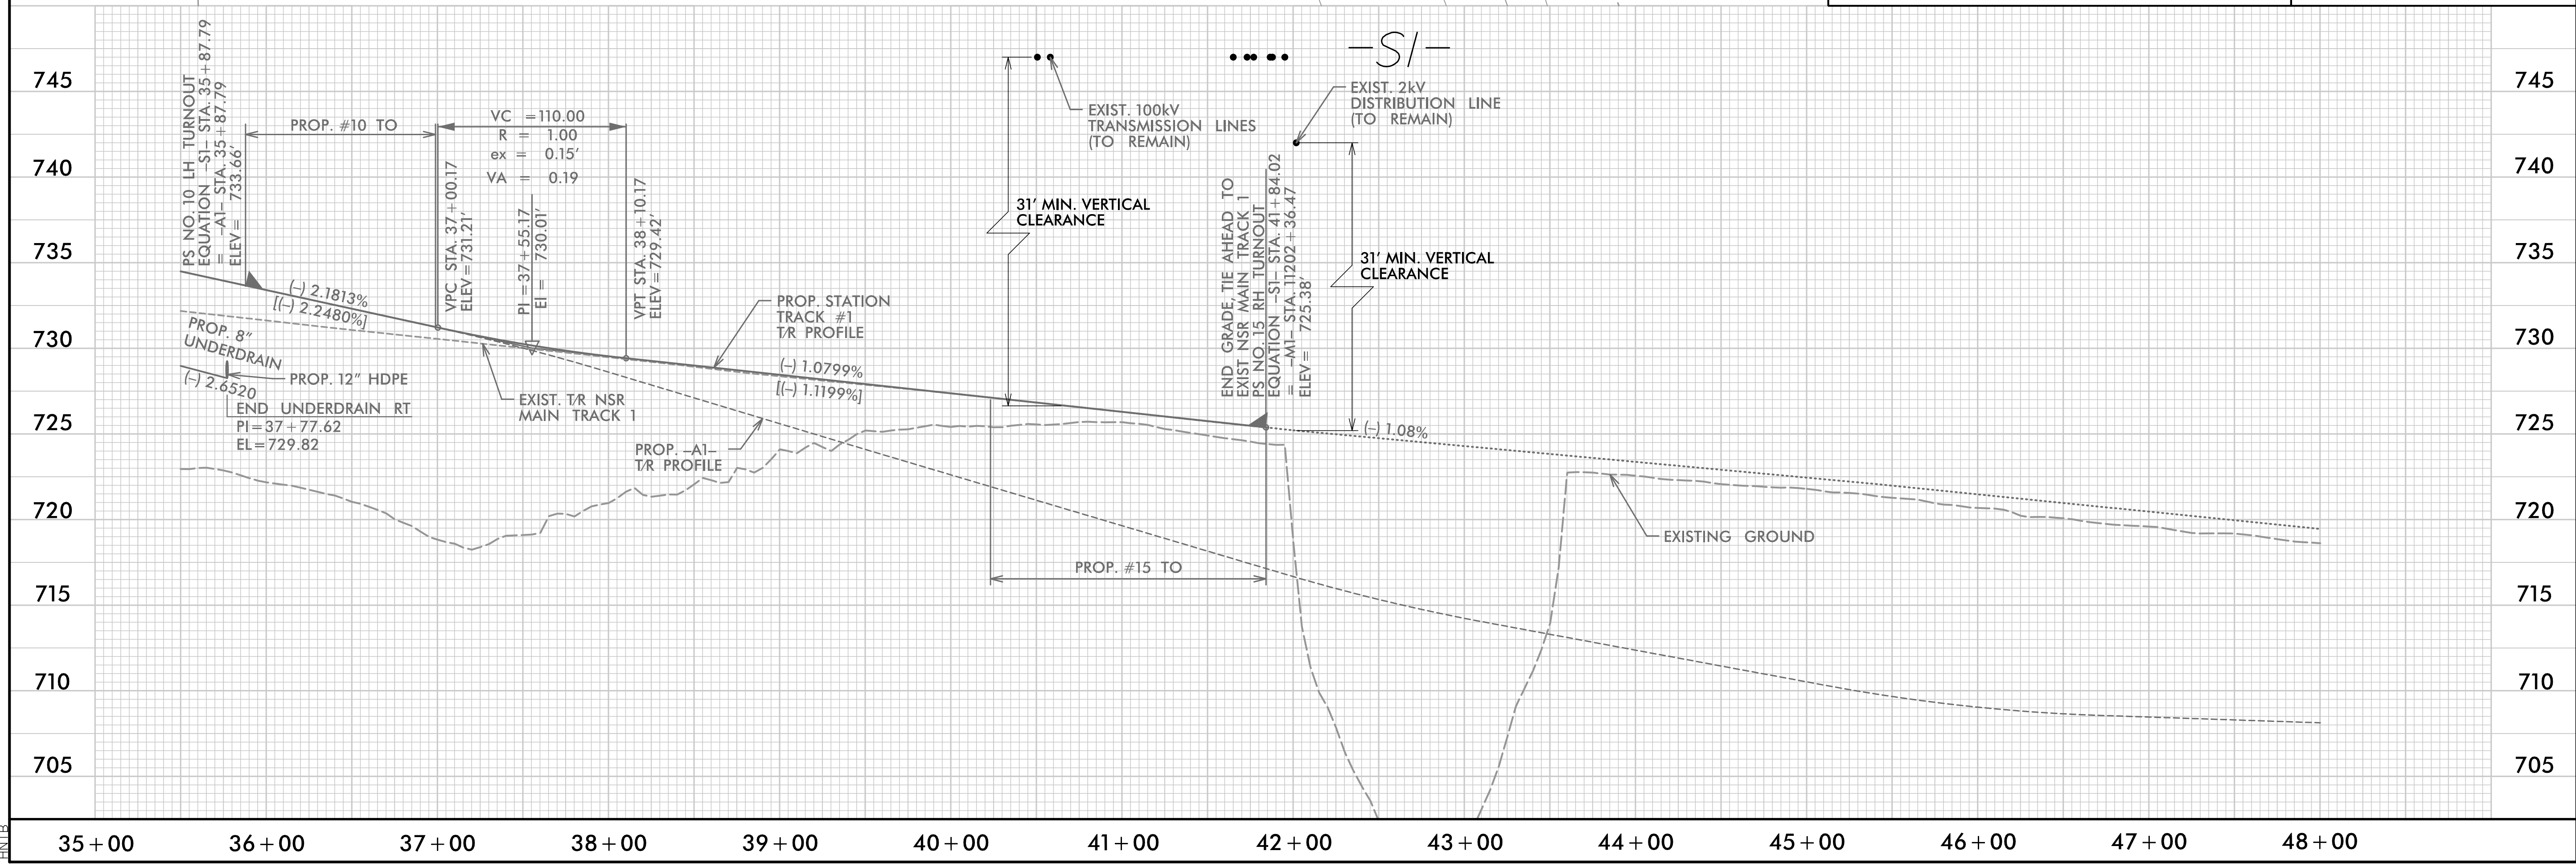 -S1-
745
740
735
730
725
720
715
710
705
745
740
735
730
725
720
715
710
705
PS NO. 10 LH TURNOUT
EQUATION -S1- STA. 35+87.79
= -A1- STA. 35+87.79
ELEV= 733.66'
PROP. #10 TO
VC =110.00
R = 1.00
ex = 0.15'
VA = 0.19
VPC STA. 37+00.17
ELEV=731.21'
PI =37+55.17
El = 730.01'
VPT STA. 38+10.17
ELEV=729.42'
(-) 2.1813%
[(-) 2.2480%]
PROP. 8"
UNDERDRAIN
(-) 2.6520
PROP. 12" HDPE
END UNDERDRAIN RT
PI=37+77.62
EL=729.82
EXIST. T/R NSR
MAIN TRACK 1
PROP. STATION
TRACK #1
T/R PROFILE
(-) 1.0799%
[(-) 1.1199%]
PROP. -A1-
T/R PROFILE
31' MIN. VERTICAL
CLEARANCE
EXIST. 100kV
TRANSMISSION LINES
(TO REMAIN)
EXIST. 2kV
DISTRIBUTION LINE
(TO REMAIN)
END GRADE, TIE AHEAD TO
EXIST NSR MAIN TRACK 1
PS NO. 15 RH TURNOUT
EQUATION -S1- STA. 41+84.02
= -M1- STA. 11202+36.47
ELEV= 725.38'
31' MIN. VERTICAL
CLEARANCE
(-) 1.08%
PROP. #15 TO
EXISTING GROUND
HNTB
35+00
36+00
37+00
38+00
39+00
40+00
41+00
42+00
43+00
44+00
45+00
46+00
47+00
48+00